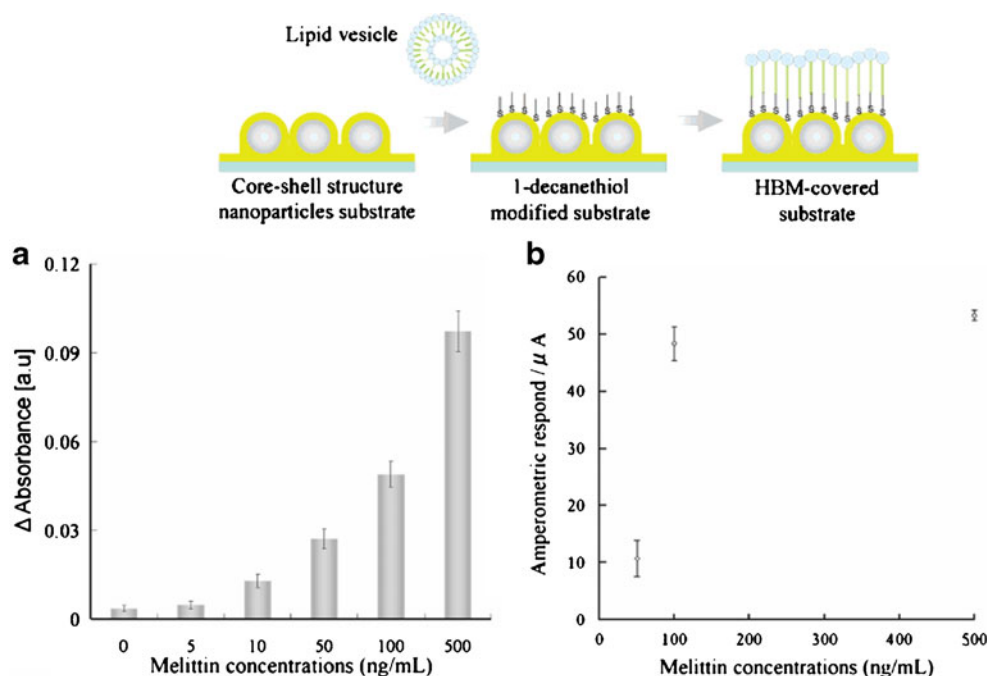 Lipid vesicle
S S S S S S S S S S S
S S S S S S S S S S S
Core-shell structure
nanoparticles substrate
1-decanethiol
modified substrate
HBM-covered
substrate
a
0.12
0.09
0.06
0.03
0
Δ Absorbance [a.u]
0 5 10 50 100 500
Melittin concentrations (ng/mL)
b
60
50
40
30
20
10
0
Amperometric respond / μ A
0 100 200 300 400 500
Melittin concentrations (ng/mL)